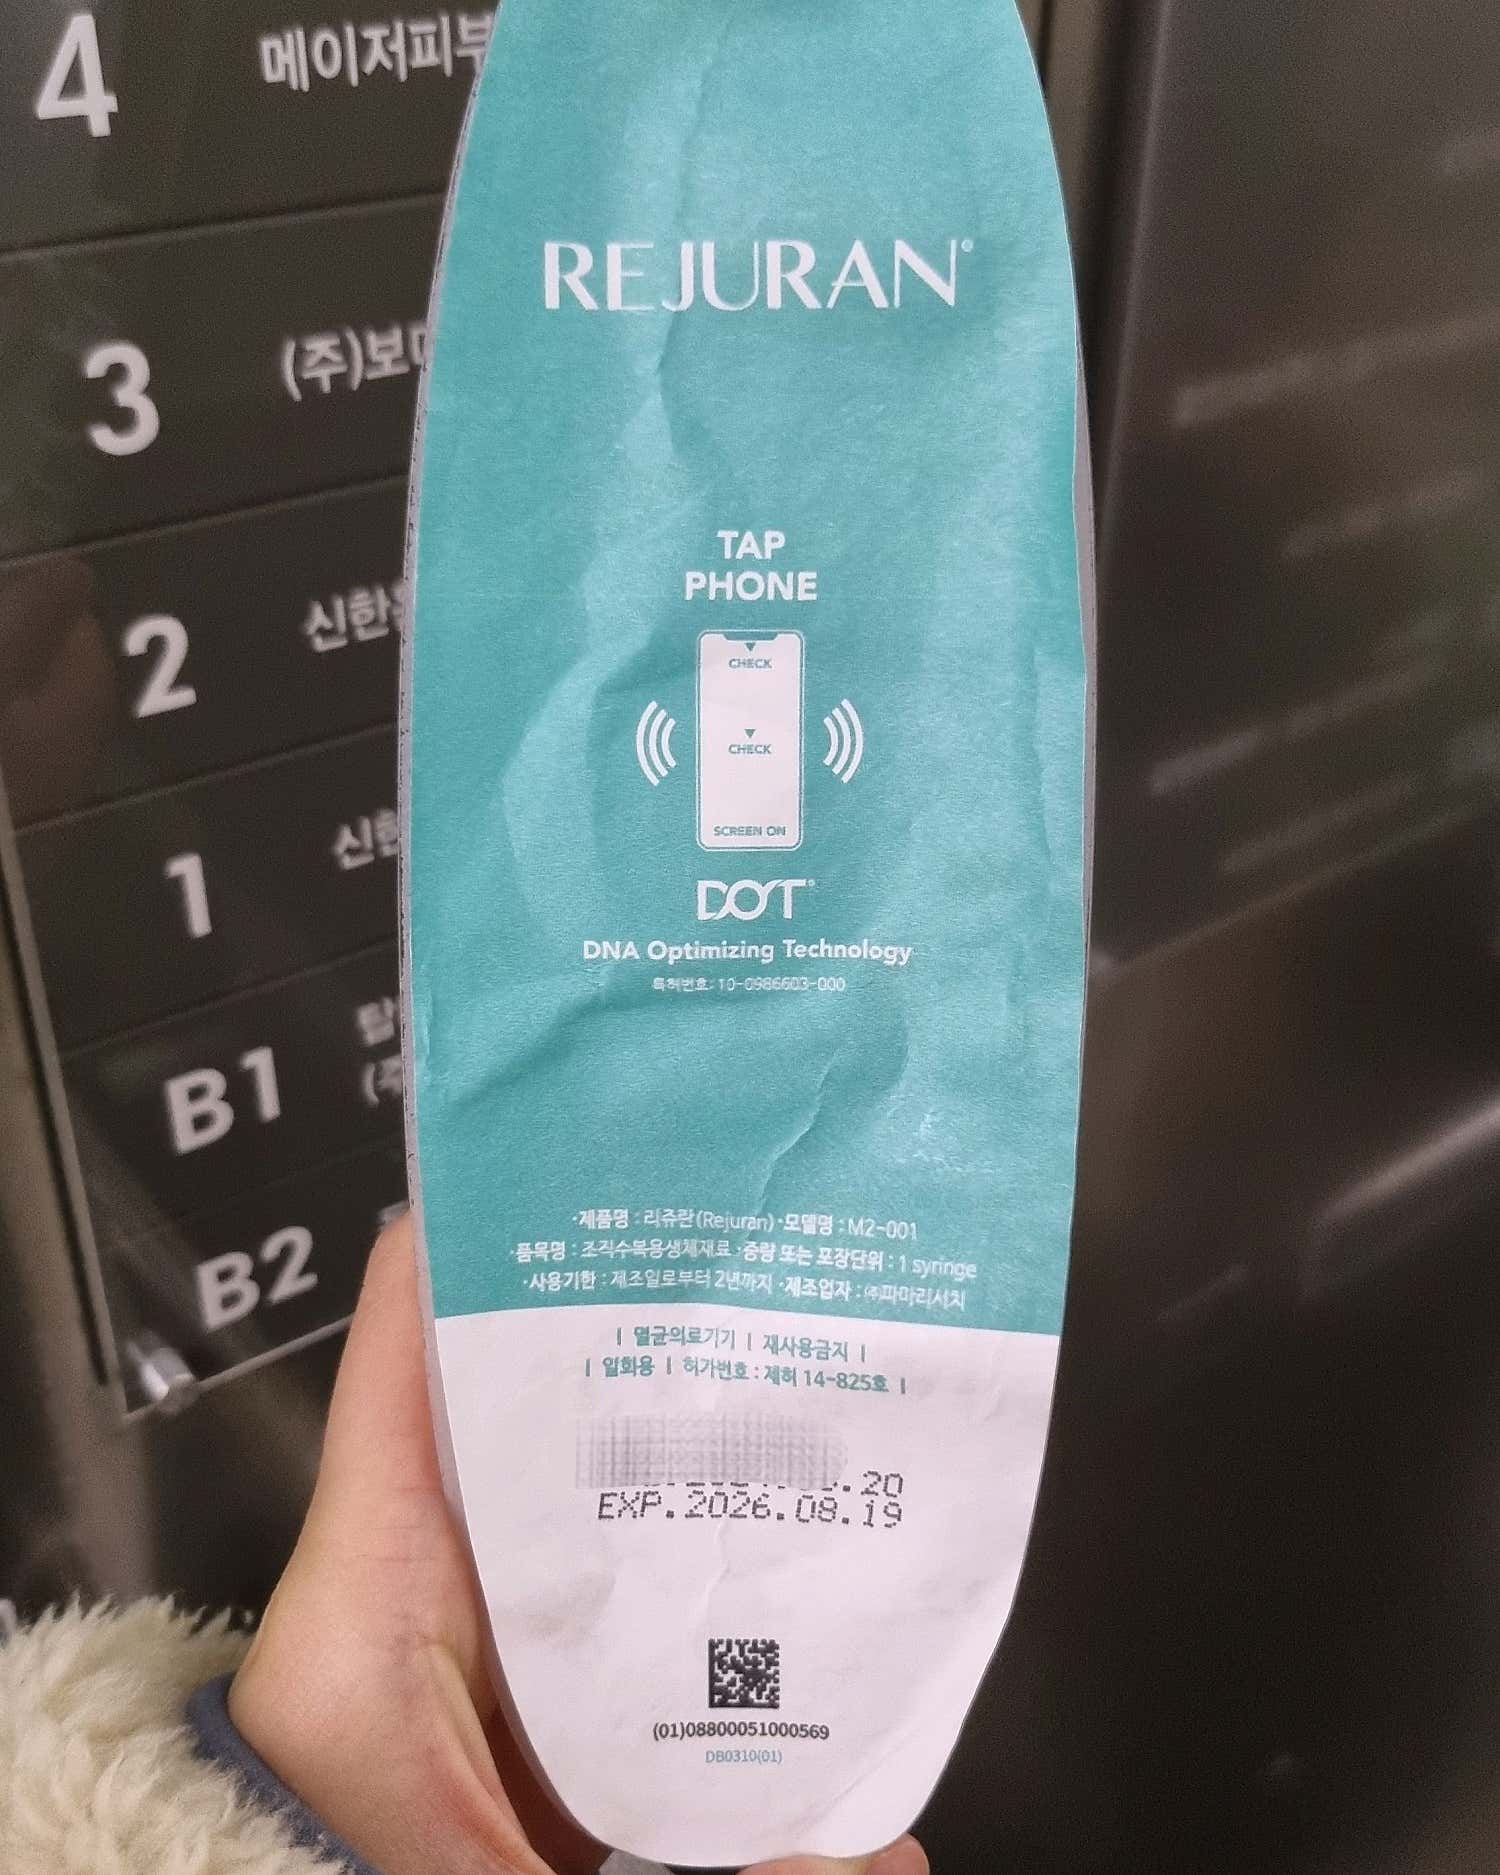 4 메이저피부
3 (주)보
2 신한
1 신한
B1
B2
REJURAN®
TAP
PHONE
CHECK
CHECK
SCREEN ON
DOT®
DNA Optimizing Technology
특허번호: 10-0986603-000
·제품명 : 리쥬란(Rejuran) ·모델명 : M2-001
·품목명 : 조직수복용생체재료 ·중량 또는 포장단위 : 1 syringe
·사용기한 : 제조일로부터 2년까지 ·제조업자 : ㈜파마리서치
| 멸균의료기기 | 재사용금지 |
| 일회용 | 허가번호 : 제허 14-825호 |
.20
EXP.2026.08.19
(01)08800051000569
DB0310(01)